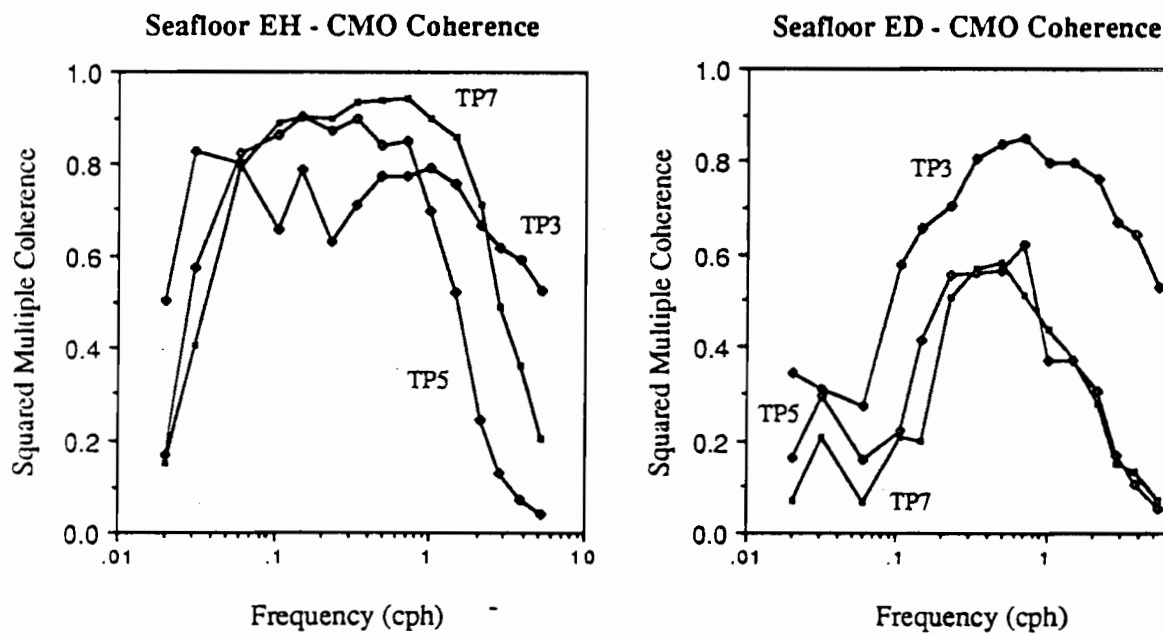 Seafloor EH - CMO Coherence
Squared Multiple Coherence
1.0
0.8
0.6
0.4
0.2
0.0
.01
.1
1
10
Frequency (cph)
TP7
TP3
TP5
Seafloor ED - CMO Coherence
Squared Multiple Coherence
1.0
0.8
0.6
0.4
0.2
0.0
.01
.1
1
Frequency (cph)
TP3
TP5
TP7